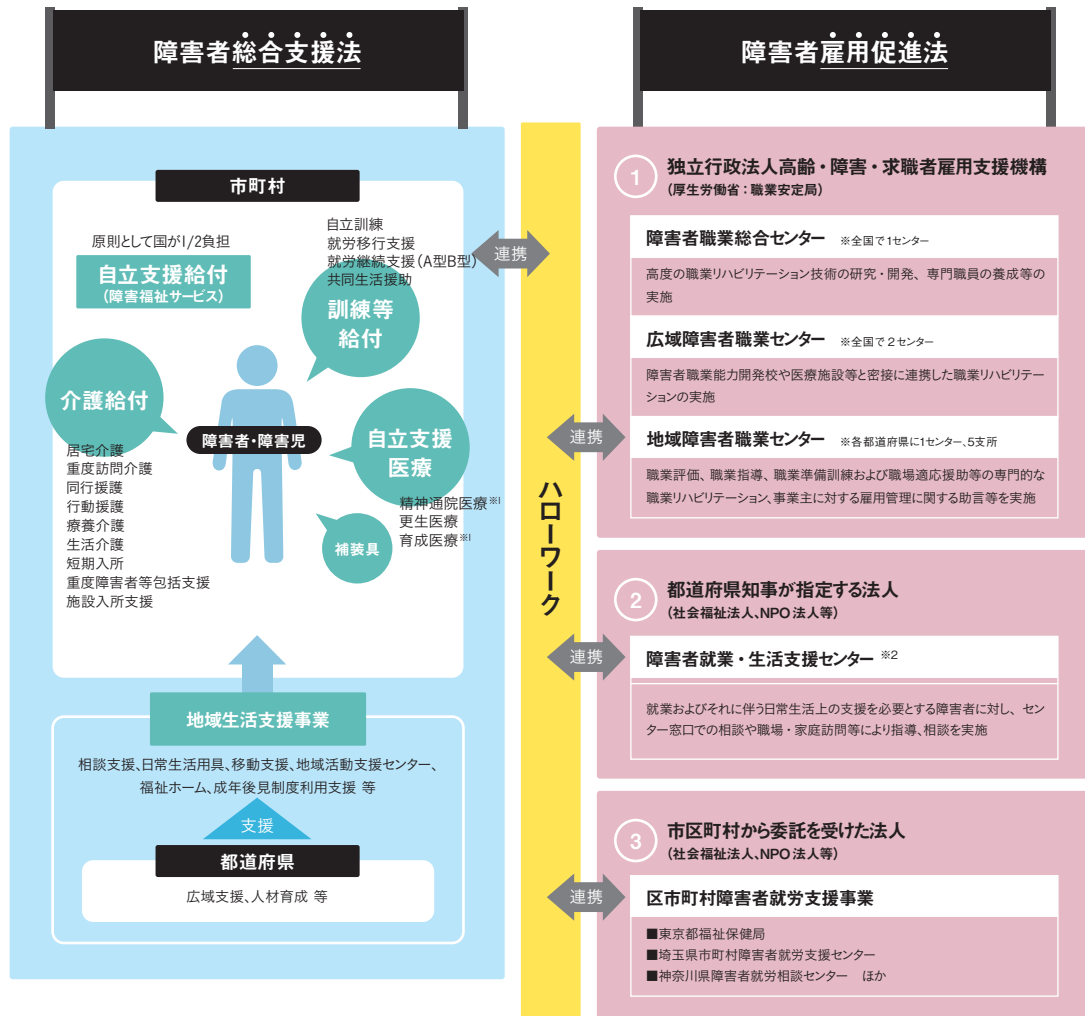 障害者総合支援法
市町村
原則として国が1/2負担
自立支援給付
(障害福祉サービス)
自立訓練
就労移行支援
就労継続支援(A型B型)
共同生活援助
訓練等
給付
介護給付
居宅介護
重度訪問介護
同行援護
行動援護
療養介護
生活介護
短期入所
重度障害者等包括支援
施設入所支援
障害者・障害児
自立支援
医療
精神通院医療※1
更生医療
育成医療※1
補装具
地域生活支援事業
相談支援、日常生活用具、移動支援、地域活動支援センター、
福祉ホーム、成年後見制度利用支援 等
支援
都道府県
広域支援、人材育成 等
連携
連携
連携
連携
ハローワーク
障害者雇用促進法
1 独立行政法人高齢・障害・求職者雇用支援機構
(厚生労働省:職業安定局)
障害者職業総合センター ※全国で1センター
高度の職業リハビリテーション技術の研究・開発、専門職員の養成等の
実施
広域障害者職業センター ※全国で2センター
障害者職業能力開発校や医療施設等と密接に連携した職業リハビリテー
ションの実施
地域障害者職業センター ※各都道府県に1センター、5支所
職業評価、職業指導、職業準備訓練および職場適応援助等の専門的な
職業リハビリテーション、事業主に対する雇用管理に関する助言等を実施
2 都道府県知事が指定する法人
(社会福祉法人、NPO法人等)
障害者就業・生活支援センター ※2
就業およびそれに伴う日常生活上の支援を必要とする障害者に対し、セン
ター窓口での相談や職場・家庭訪問等により指導、相談を実施
3 市区町村から委託を受けた法人
(社会福祉法人、NPO法人等)
区市町村障害者就労支援事業
■東京都福祉保健局
■埼玉県市町村障害者就労支援センター
■神奈川県障害者就労相談センター ほか